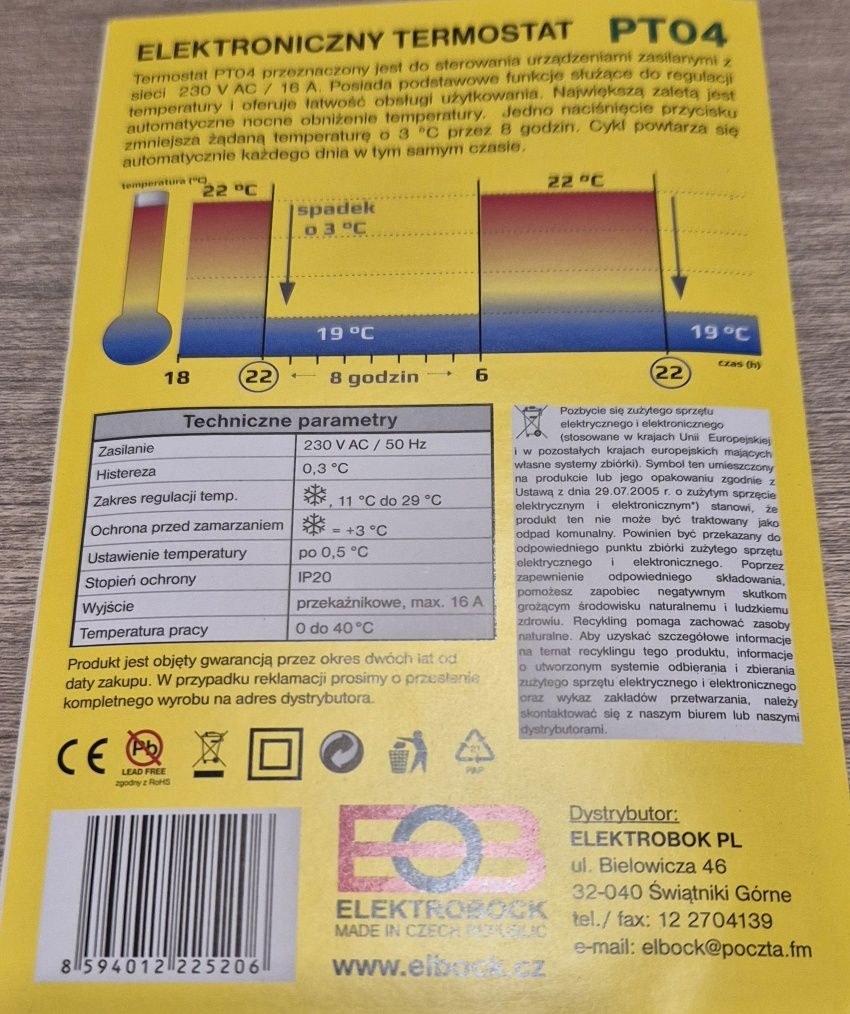 ELEKTRONICZNY TERMOSTAT PT04
Termostat PT04 przeznaczony jest do sterowania urządzeniami zasilanymi z
sieci 230 V AC / 16 A. Posiada podstawowe funkcje służące do regulacji
temperatury i oferuje łatwość obsługi użytkowania. Największą zaletą jest
automatyczne nocne obniżenie temperatury. Jedno naciśnięcie przycisku
zmniejsza żądaną temperaturę o 3 °C przez 8 godzin. Cykl powtarza się
automatycznie każdego dnia w tym samym czasie.
temperatura (°C)
22 °C
22 °C
spadek
o 3 °C
19 °C
19 °C
18
22
8 godzin
6
22
czas (h)
Techniczne parametry
Zasilanie 230 V AC / 50 Hz
Histereza 0,3 °C
Zakres regulacji temp. , 11 °C do 29 °C
Ochrona przed zamarzaniem = +3 °C
Ustawienie temperatury po 0,5 °C
Stopień ochrony IP20
Wyjście przekaźnikowe, max. 16 A
Temperatura pracy 0 do 40 °C
Produkt jest objęty gwarancją przez okres dwóch lat od
daty zakupu. W przypadku reklamacji prosimy o przesłanie
kompletnego wyrobu na adres dystrybutora.
Pozbycie się zużytego sprzętu
elektrycznego i elektronicznego
(stosowane w krajach Unii Europejskiej
i w pozostałych krajach europejskich mających
własne systemy zbiórki). Symbol ten umieszczony
na produkcie lub jego opakowaniu zgodnie z
Ustawą z dnia 29.07.2005 r. o zużytym sprzęcie
elektrycznym i elektronicznym*) stanowi, że
produkt ten nie może być traktowany jako
odpad komunalny. Powinien być przekazany do
odpowiedniego punktu zbiórki zużytego sprzętu
elektrycznego i elektronicznego. Poprzez
zapewnienie odpowiedniego składowania,
pomożesz zapobiec negatywnym skutkom
grożącym środowisku naturalnemu i ludzkiemu
zdrowiu. Recykling pomaga zachować zasoby
naturalne. Aby uzyskać szczegółowe informacje
na temat recyklingu tego produktu, informacje
o utworzonym systemie odbierania i zbierania
zużytego sprzętu elektrycznego i elektronicznego
oraz wykaz zakładów przetwarzania, należy
skontaktować się z naszym biurem lub naszymi
dystrybutorami.
CE
Pb
LEAD FREE
zgodny z RoHS
21
PAP
8 594012 225206
EOB
ELEKTROBOCK
MADE IN CZECH REPUBLIC
www.elbock.cz
Dystrybutor:
ELEKTROBOK PL
ul. Bielowicza 46
32-040 Świątniki Górne
tel./ fax: 12 2704139
e-mail: elbock@poczta.fm